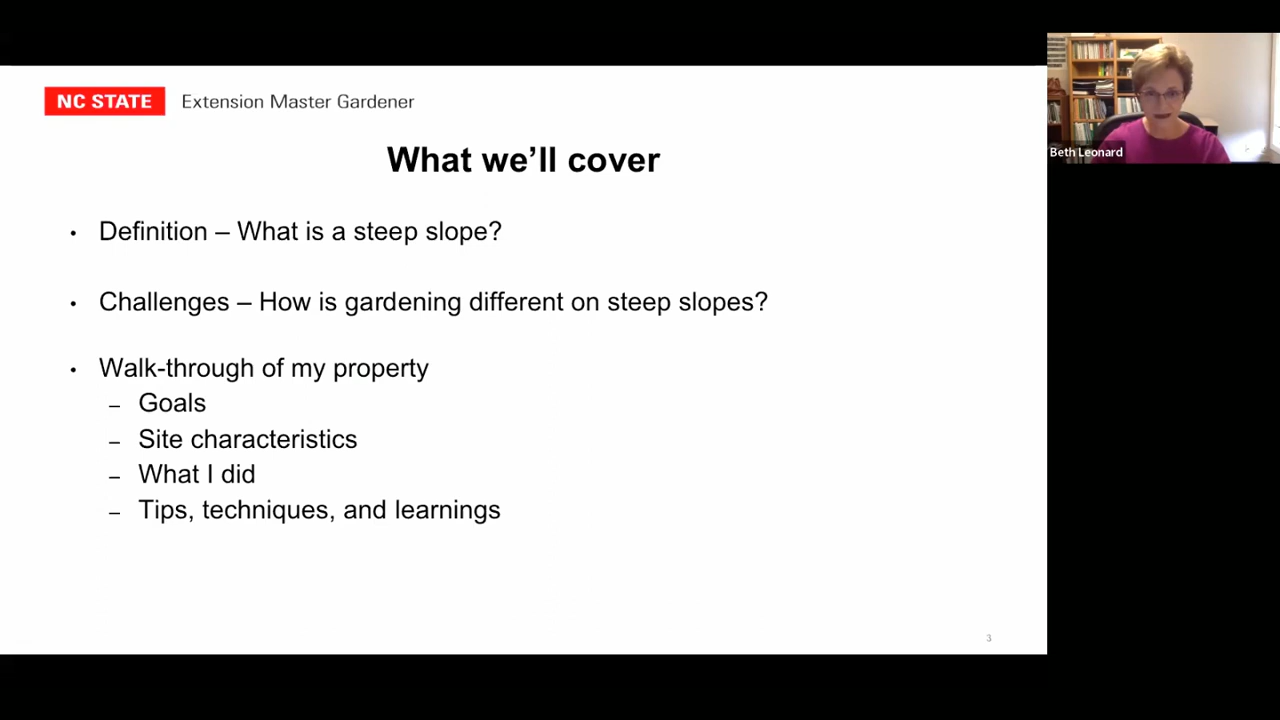 NC STATE Extension Master Gardener
What we'll cover
• Definition – What is a steep slope?
• Challenges – How is gardening different on steep slopes?
• Walk-through of my property
– Goals
– Site characteristics
– What I did
– Tips, techniques, and learnings
3
Beth Leonard